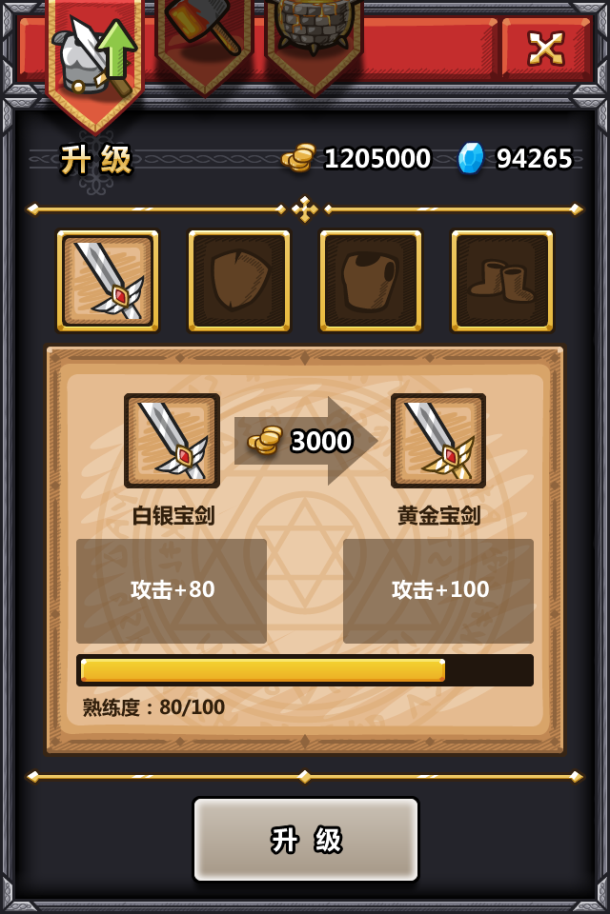 升 级 1205000 94265
3000
白银宝剑 黄金宝剑
攻击+80 攻击+100
熟练度：80/100
升 级